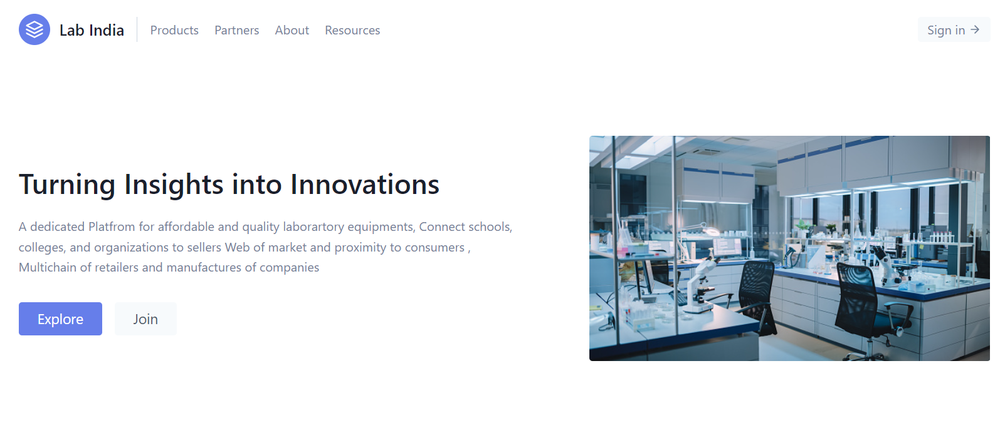 Lab India
Products
Partners
About
Resources
Sign in →
Turning Insights into Innovations
A dedicated Platfrom for affordable and quality laborartory equipments, Connect schools,
colleges, and organizations to sellers Web of market and proximity to consumers ,
Multichain of retailers and manufactures of companies
Explore
Join